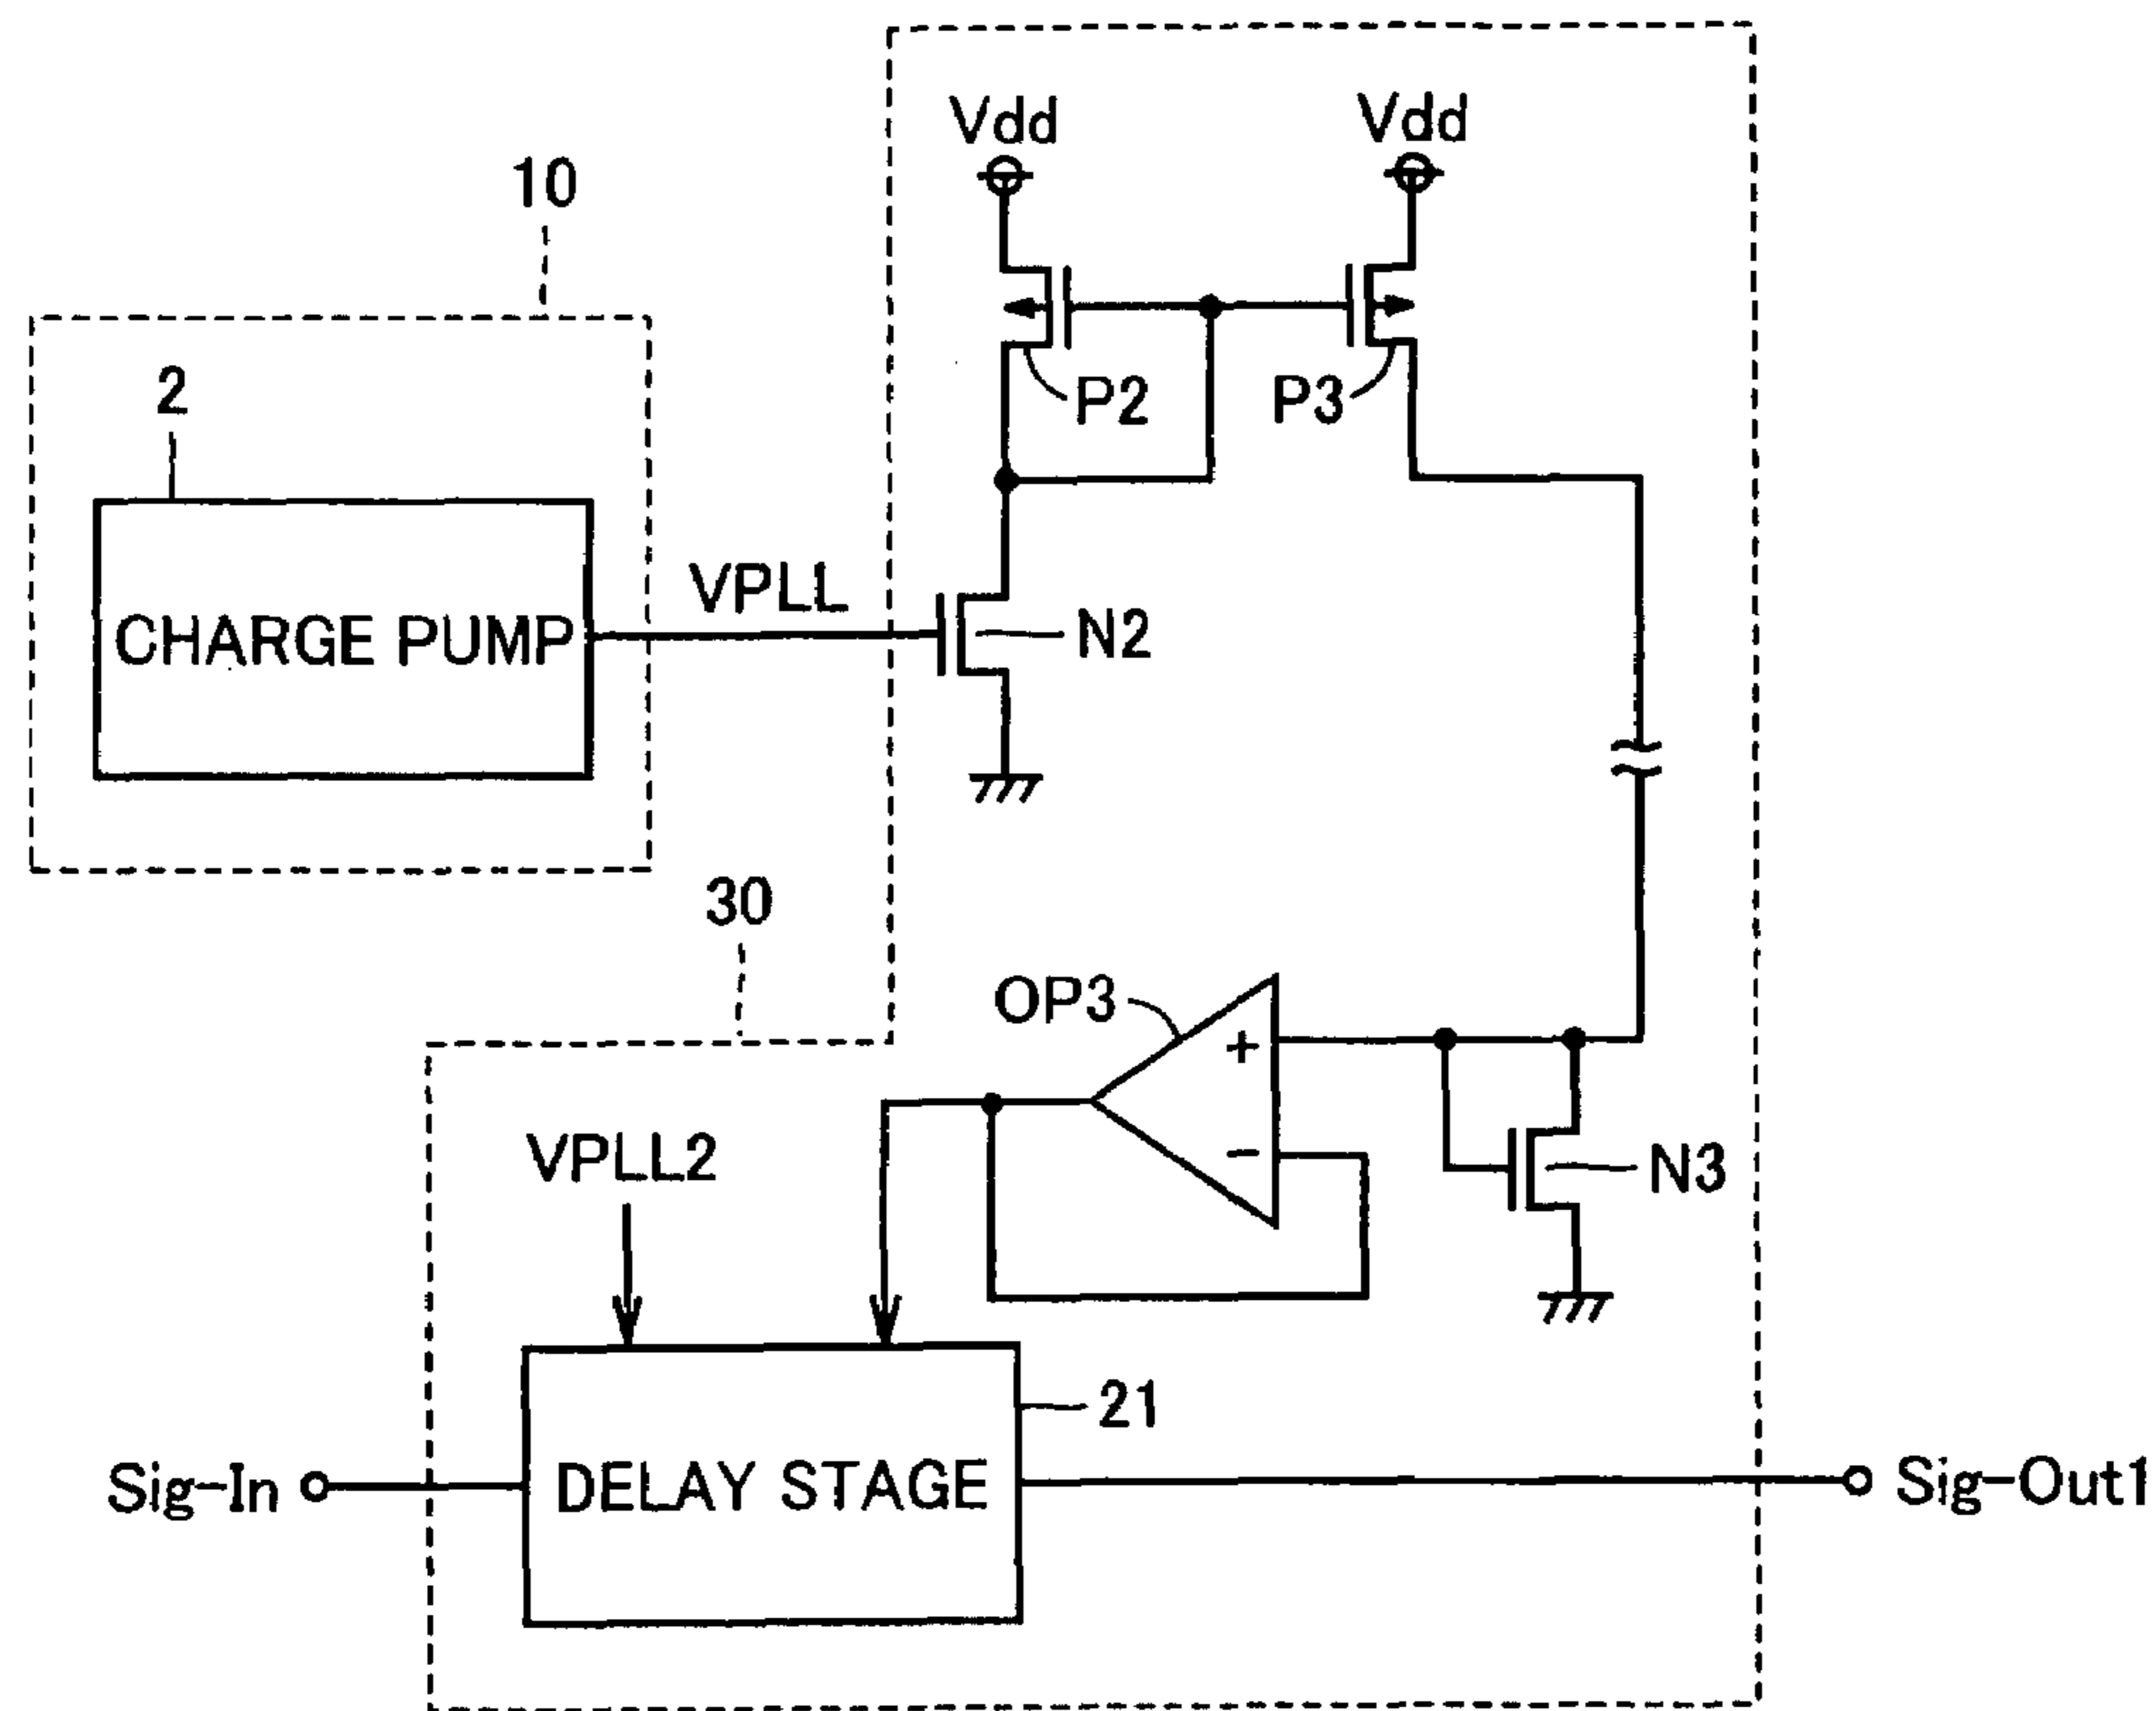 Vdd
Vdd
10
2
P2
P3
CHARGE PUMP
VPLL
N2
30
OP3
+
-
VPLL2
N3
21
Sig-In
DELAY STAGE
Sig-Out1